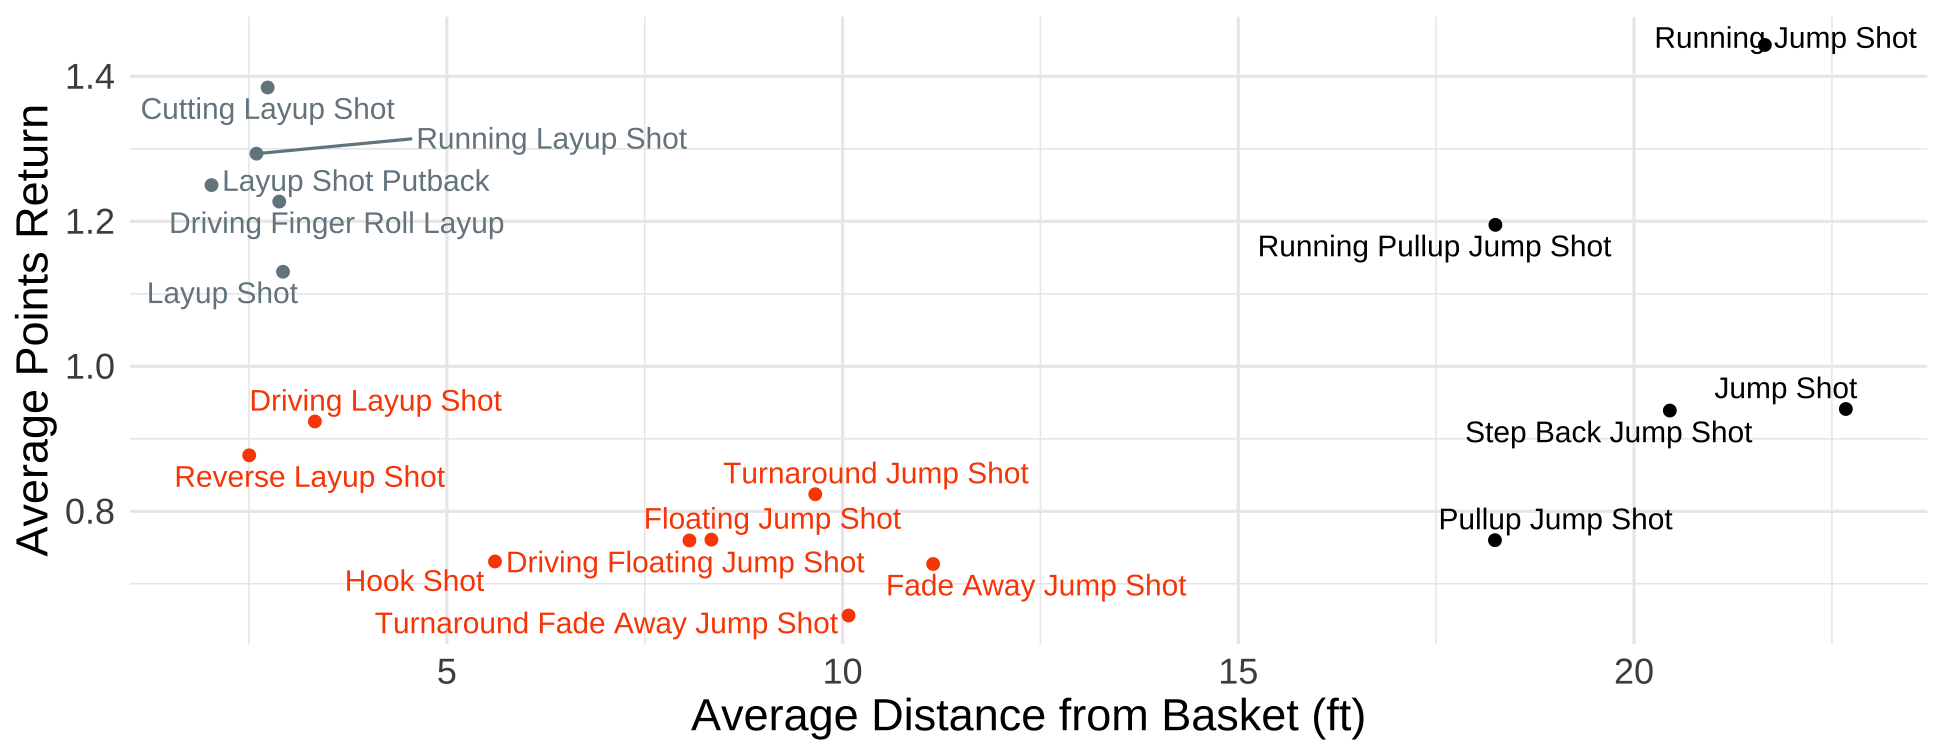 Running Jump Shot
1.4
Cutting Layup Shot
Running Layup Shot
Layup Shot Putback
1.2
Driving Finger Roll Layup
Running Pullup Jump Shot
Layup Shot
Average Points Return
1.0
Jump Shot
Driving Layup Shot
Step Back Jump Shot
Turnaround Jump Shot
Reverse Layup Shot
0.8
Floating Jump Shot
Pullup Jump Shot
Driving Floating Jump Shot
Hook Shot
Fade Away Jump Shot
Turnaround Fade Away Jump Shot
5 10 15 20
Average Distance from Basket (ft)